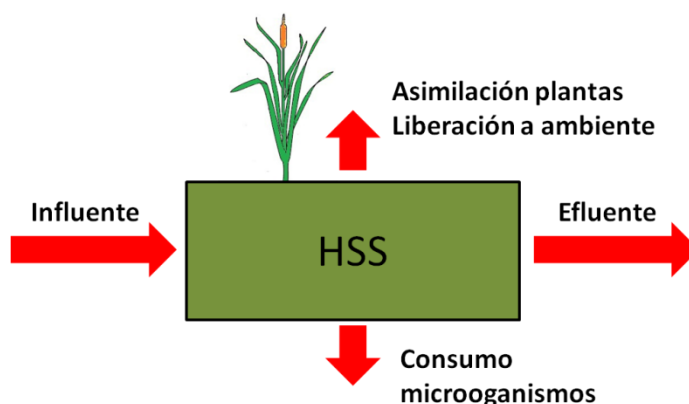 Asimilación plantas
Liberación a ambiente
Influente
HSS
Efluente
Consumo
microoganismos